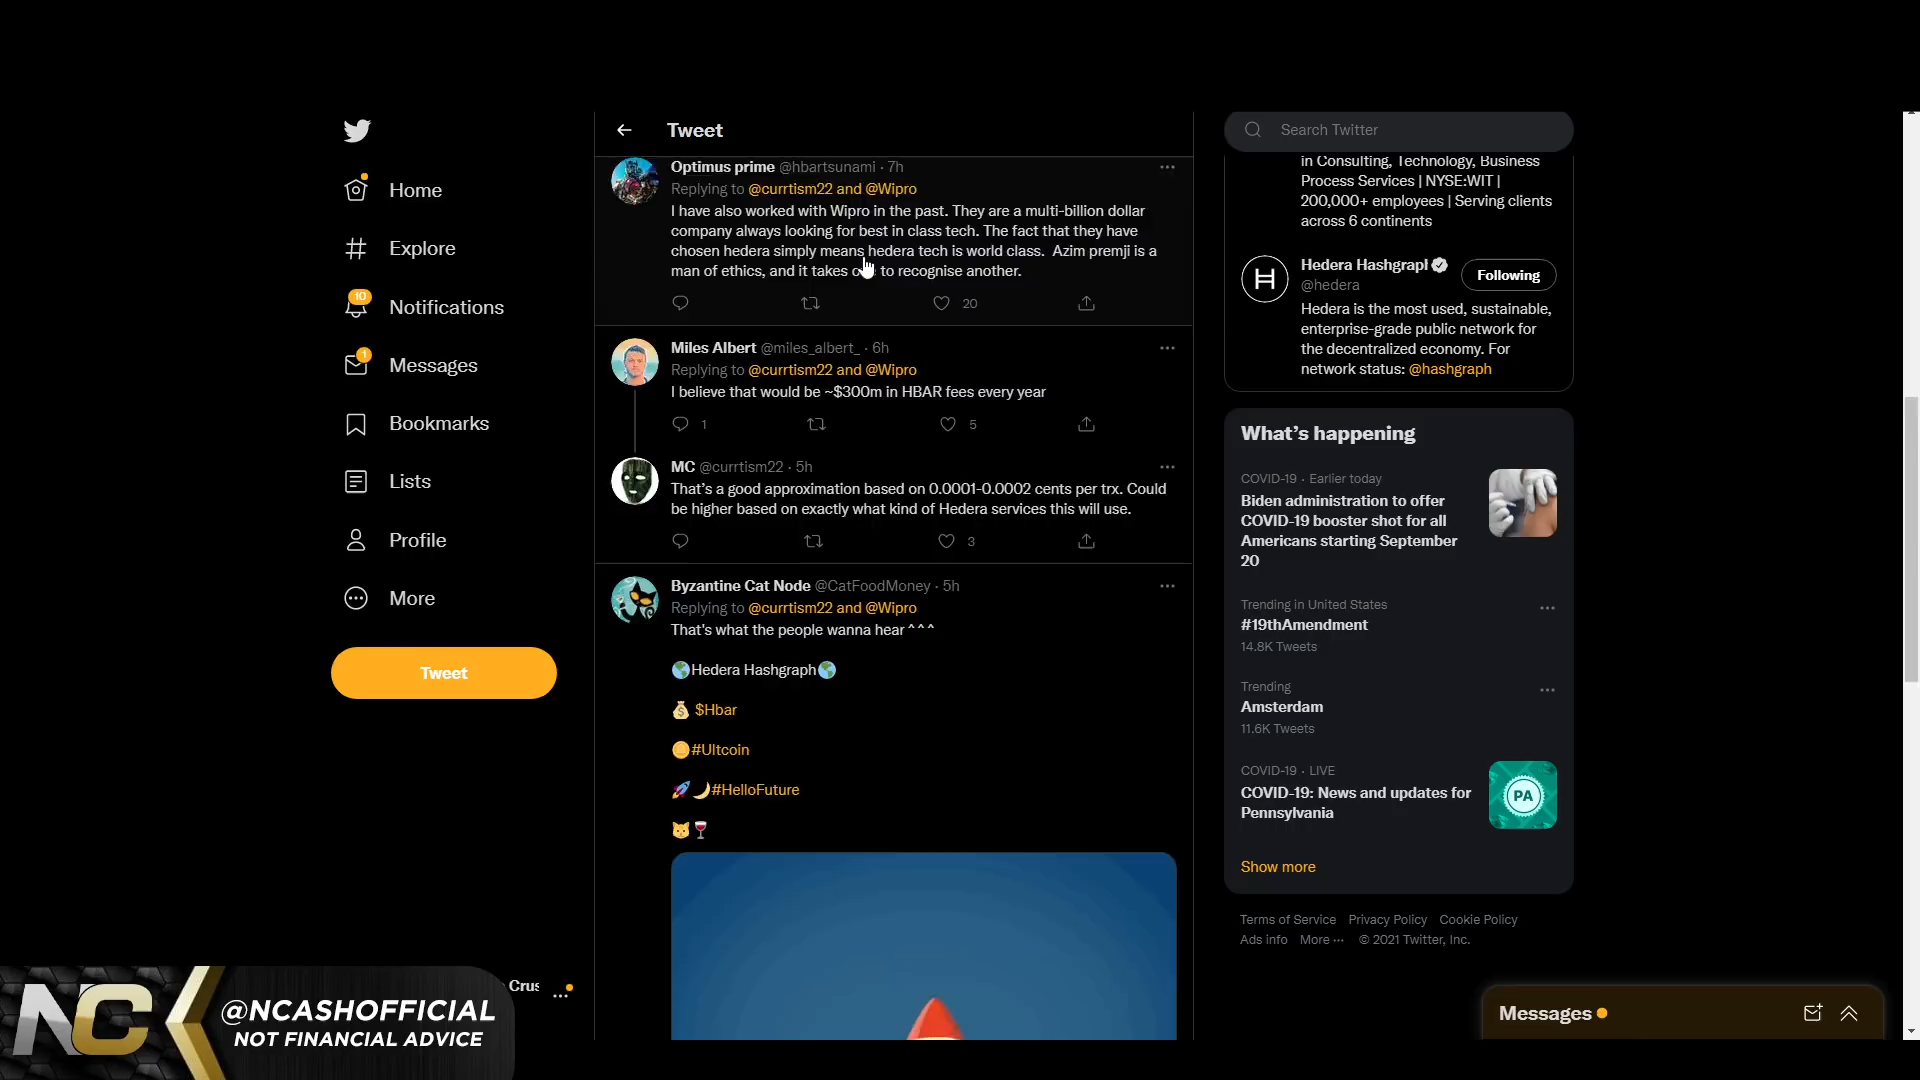 Home
Explore
10
Notifications
1
Messages
Bookmarks
Lists
Profile
More
Tweet
Crus
Tweet
Optimus prime @hbartsunami · 7h
Replying to @currtism22 and @Wipro
I have also worked with Wipro in the past. They are a multi-billion dollar
company always looking for best in class tech. The fact that they have
chosen hedera simply means hedera tech is world class. Azim premji is a
man of ethics, and it takes to recognise another.
20
Miles Albert @miles_albert_ · 6h
Replying to @currtism22 and @Wipro
I believe that would be ~$300m in HBAR fees every year
1
5
MC @currtism22 · 5h
That's a good approximation based on 0.0001-0.0002 cents per trx. Could
be higher based on exactly what kind of Hedera services this will use.
3
Byzantine Cat Node @CatFoodMoney · 5h
Replying to @currtism22 and @Wipro
That's what the people wanna hear ^^^
🌎Hedera Hashgraph🌎
💰 $Hbar
🪙#Ultcoin
🚀🌙#HelloFuture
🐱🍷
Search Twitter
in Consulting, Technology, Business
Process Services | NYSE:WIT |
200,000+ employees | Serving clients
across 6 continents
H
Hedera Hashgrapl
@hedera
Following
Hedera is the most used, sustainable,
enterprise-grade public network for
the decentralized economy. For
network status: @hashgraph
What's happening
COVID-19 · Earlier today
Biden administration to offer
COVID-19 booster shot for all
Americans starting September
20
Trending in United States
#19thAmendment
14.8K Tweets
Trending
Amsterdam
11.6K Tweets
COVID-19 · LIVE
COVID-19: News and updates for
Pennsylvania
PA
Show more
Terms of Service Privacy Policy Cookie Policy
Ads info More ··· © 2021 Twitter, Inc.
Messages
NC
@NCASHOFFICIAL
NOT FINANCIAL ADVICE